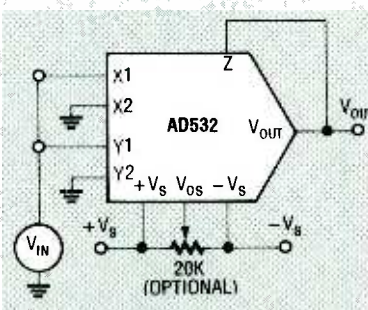 Z
X1
X2
AD532
VOUT
VOUT
Y1
Y2
+VS VOS −VS
+VS
−VS
VIN
20K
(OPTIONAL)